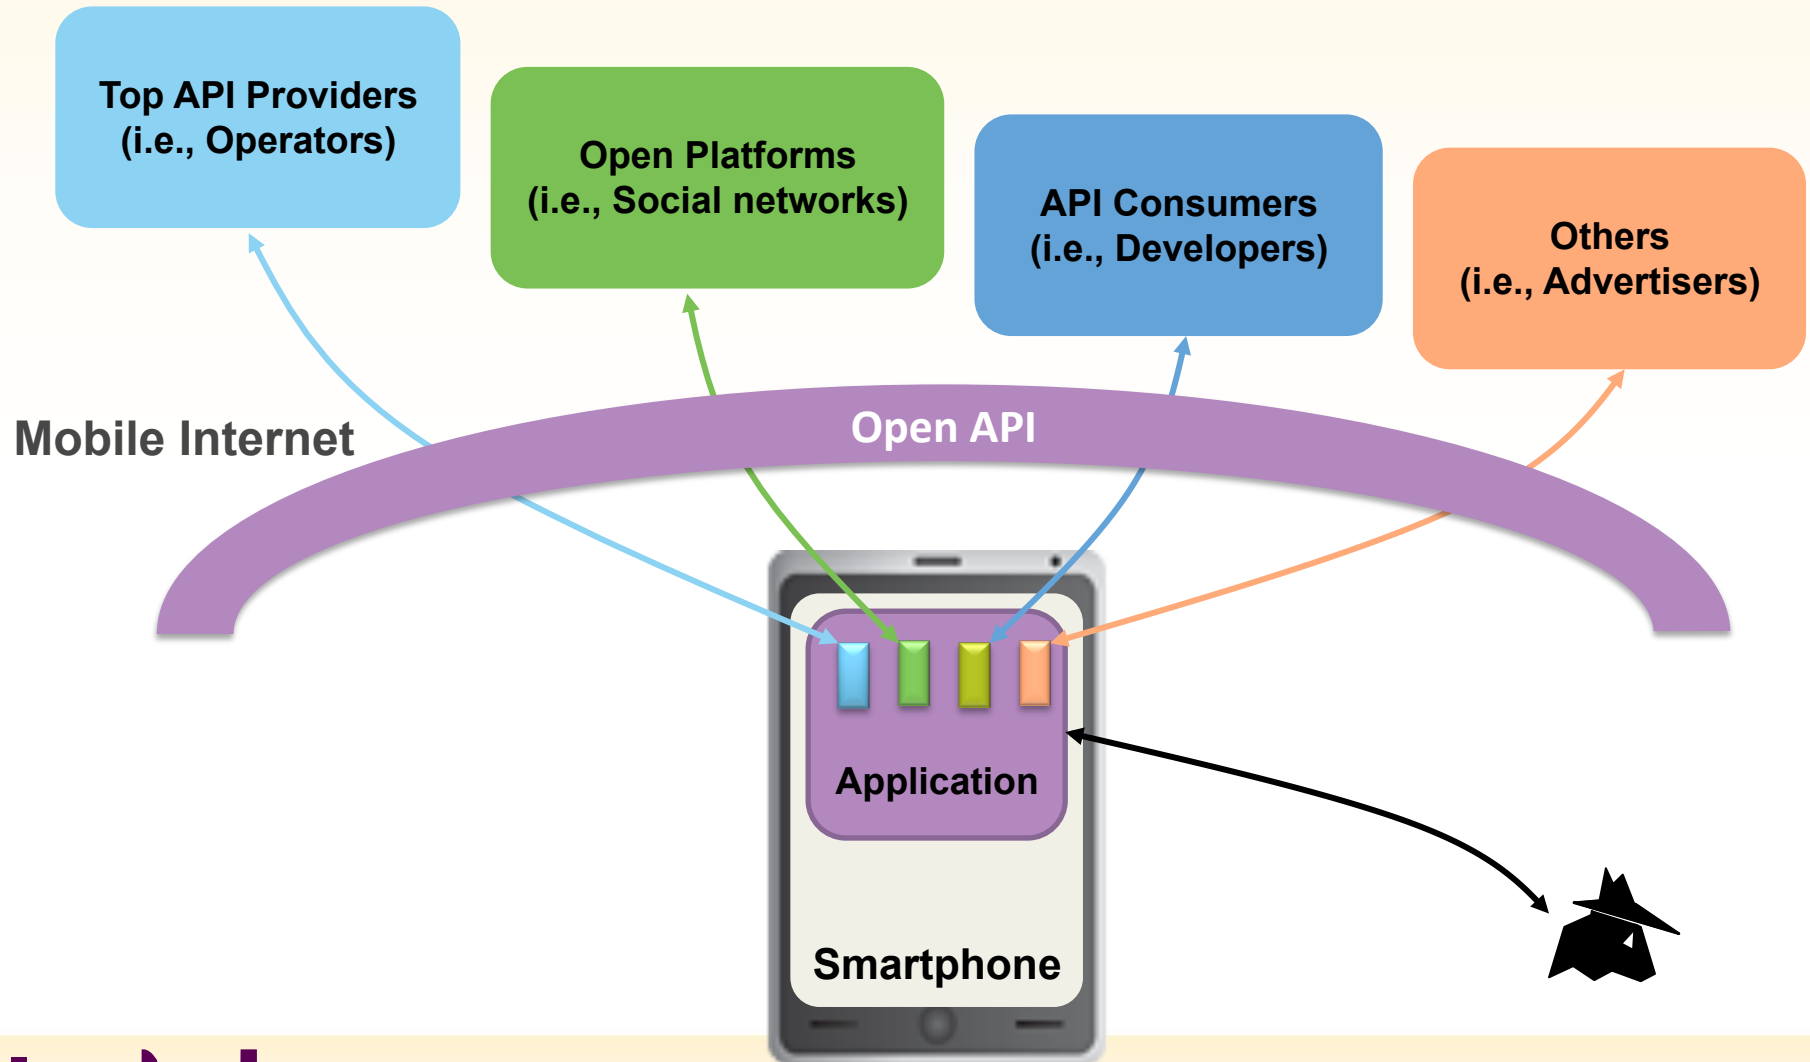 Top API Providers
(i.e., Operators)
Open Platforms
(i.e., Social networks)
API Consumers
(i.e., Developers)
Others
(i.e., Advertisers)
Mobile Internet
Open API
Application
Smartphone